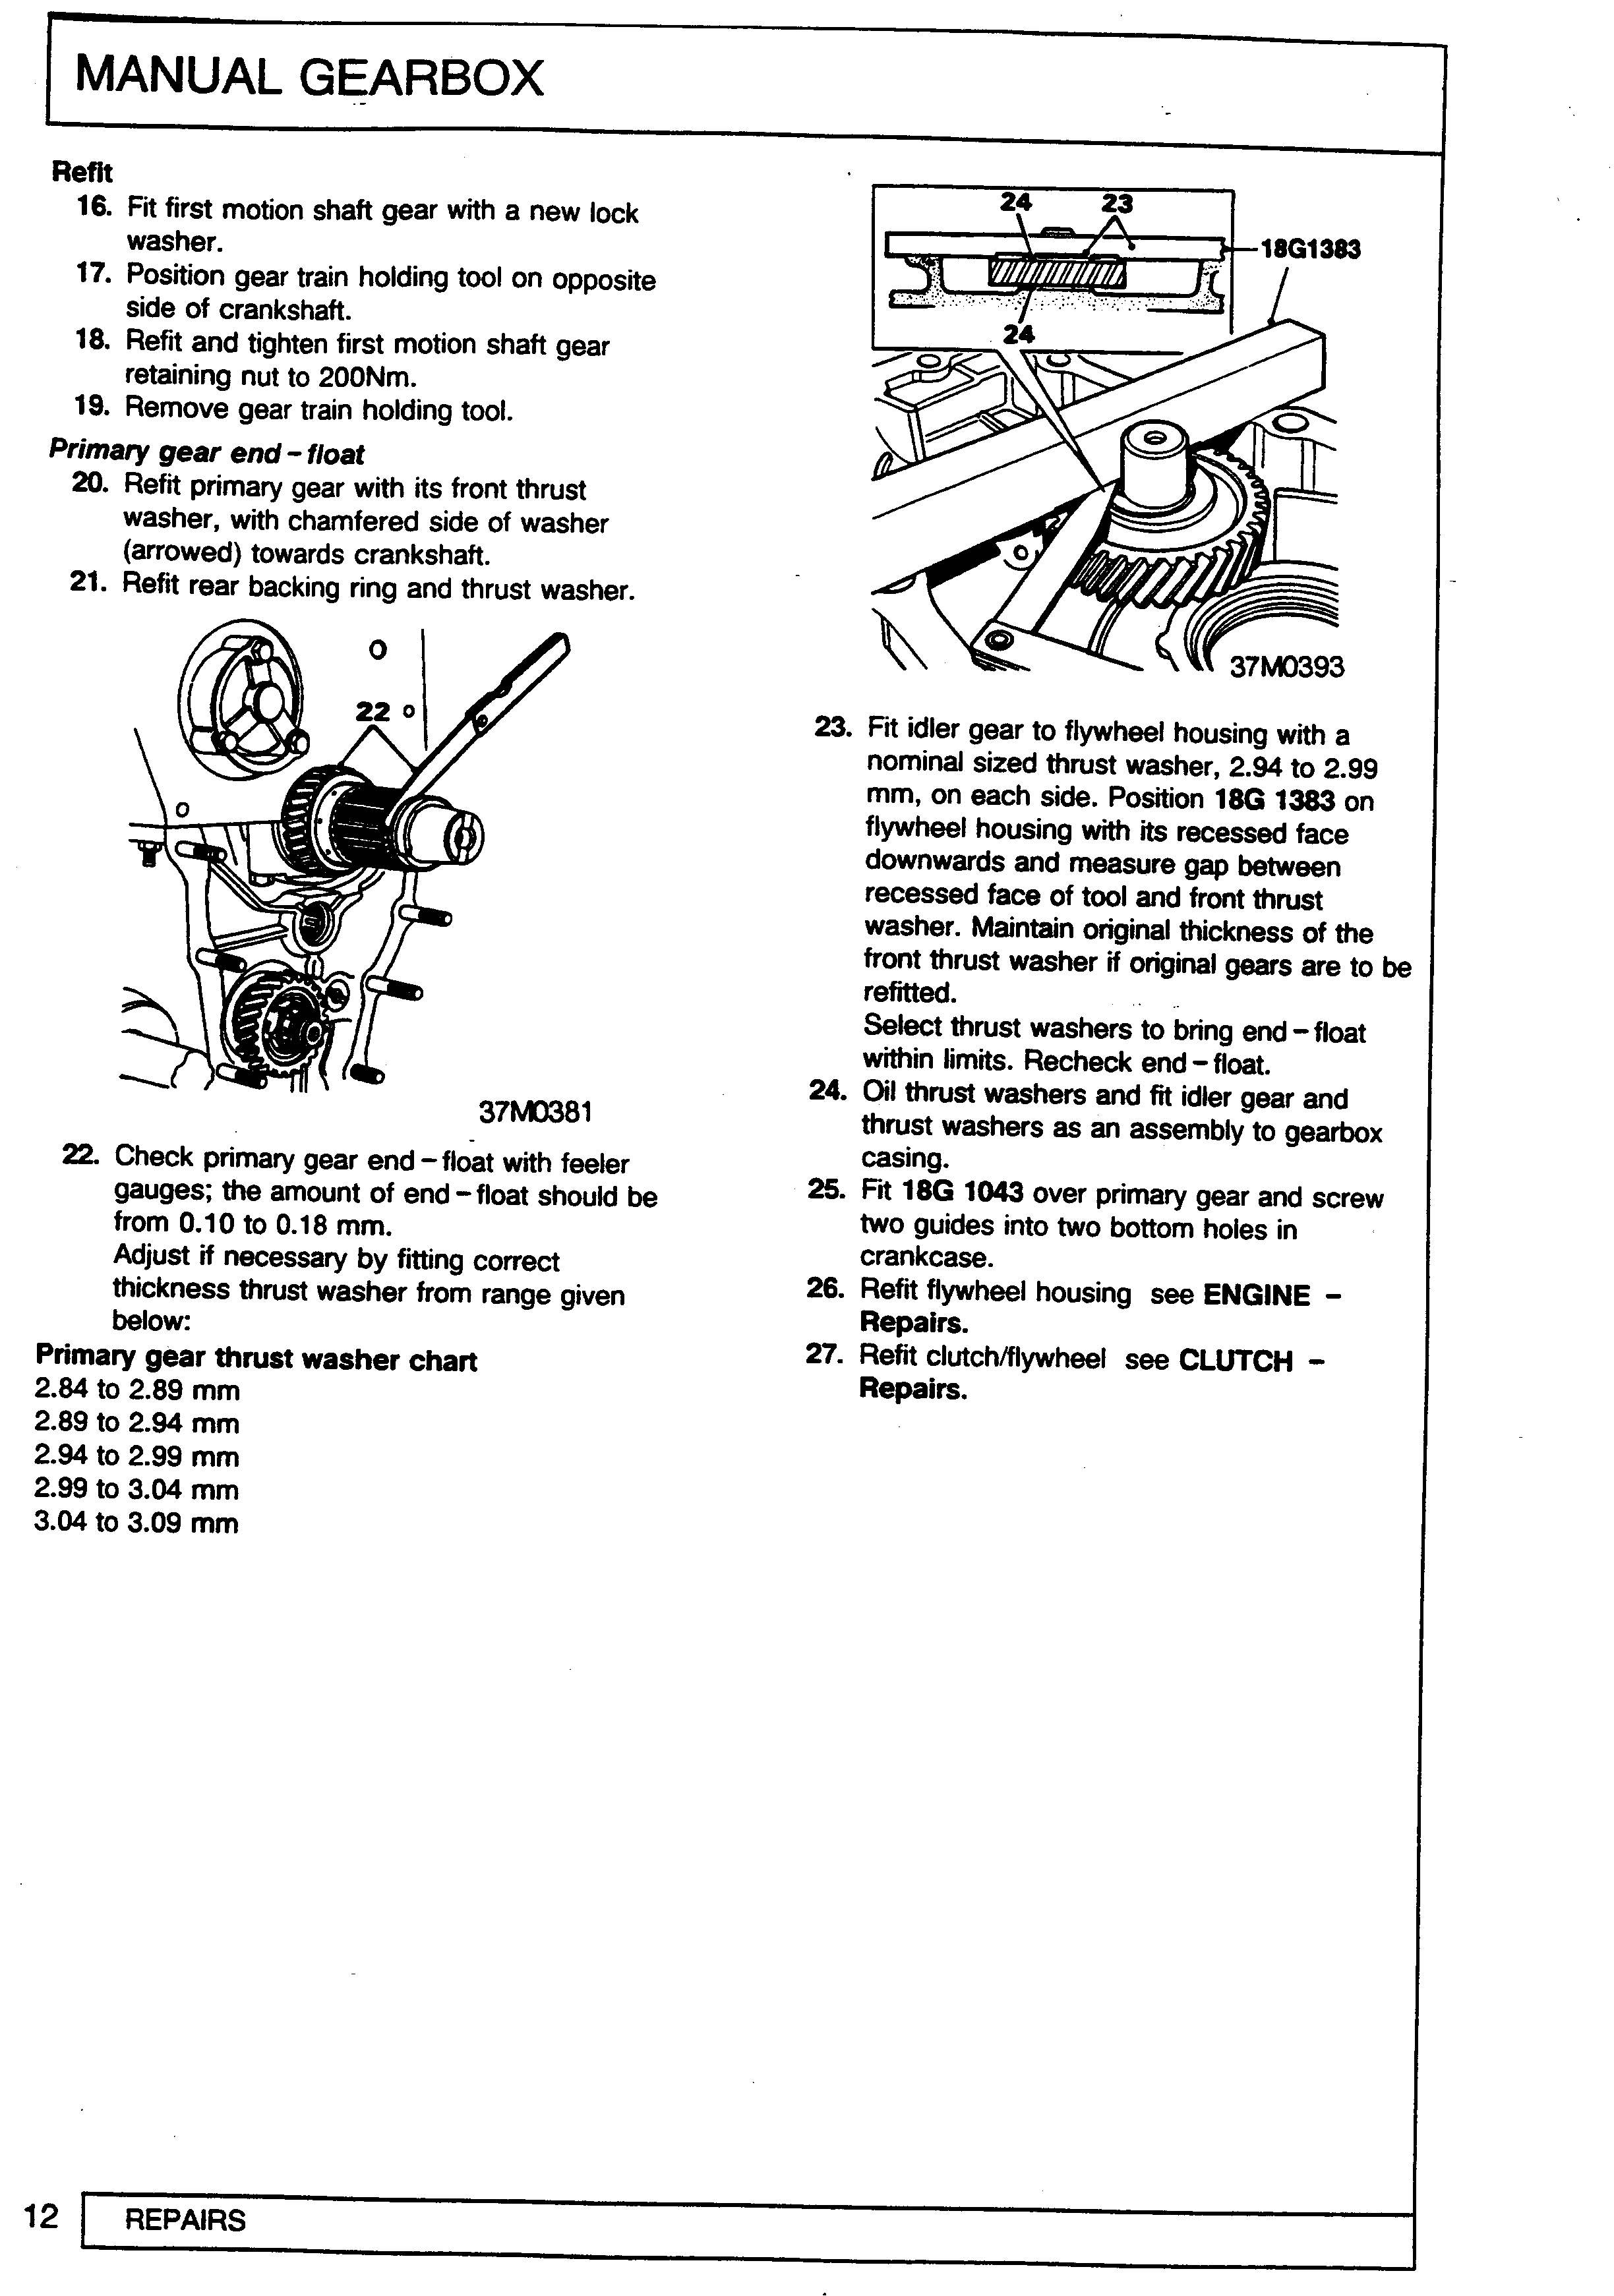 MANUAL GEARBOX
Refit
16. Fit first motion shaft gear with a new lock
washer.
17. Position gear train holding tool on opposite
side of crankshaft.
18. Refit and tighten first motion shaft gear
retaining nut to 200Nm.
19. Remove gear train holding tool.
Primary gear end – float
20. Refit primary gear with its front thrust
washer, with chamfered side of washer
(arrowed) towards crankshaft.
21. Refit rear backing ring and thrust washer.
22
37M0381
22. Check primary gear end – float with feeler
gauges; the amount of end – float should be
from 0.10 to 0.18 mm.
Adjust if necessary by fitting correct
thickness thrust washer from range given
below:
Primary gear thrust washer chart
2.84 to 2.89 mm
2.89 to 2.94 mm
2.94 to 2.99 mm
2.99 to 3.04 mm
3.04 to 3.09 mm
24 23
18G1383
24
37M0393
23. Fit idler gear to flywheel housing with a
nominal sized thrust washer, 2.94 to 2.99
mm, on each side. Position 18G 1383 on
flywheel housing with its recessed face
downwards and measure gap between
recessed face of tool and front thrust
washer. Maintain original thickness of the
front thrust washer if original gears are to be
refitted.
Select thrust washers to bring end – float
within limits. Recheck end – float.
24. Oil thrust washers and fit idler gear and
thrust washers as an assembly to gearbox
casing.
25. Fit 18G 1043 over primary gear and screw
two guides into two bottom holes in
crankcase.
26. Refit flywheel housing see ENGINE –
Repairs.
27. Refit clutch/flywheel see CLUTCH –
Repairs.
12 REPAIRS